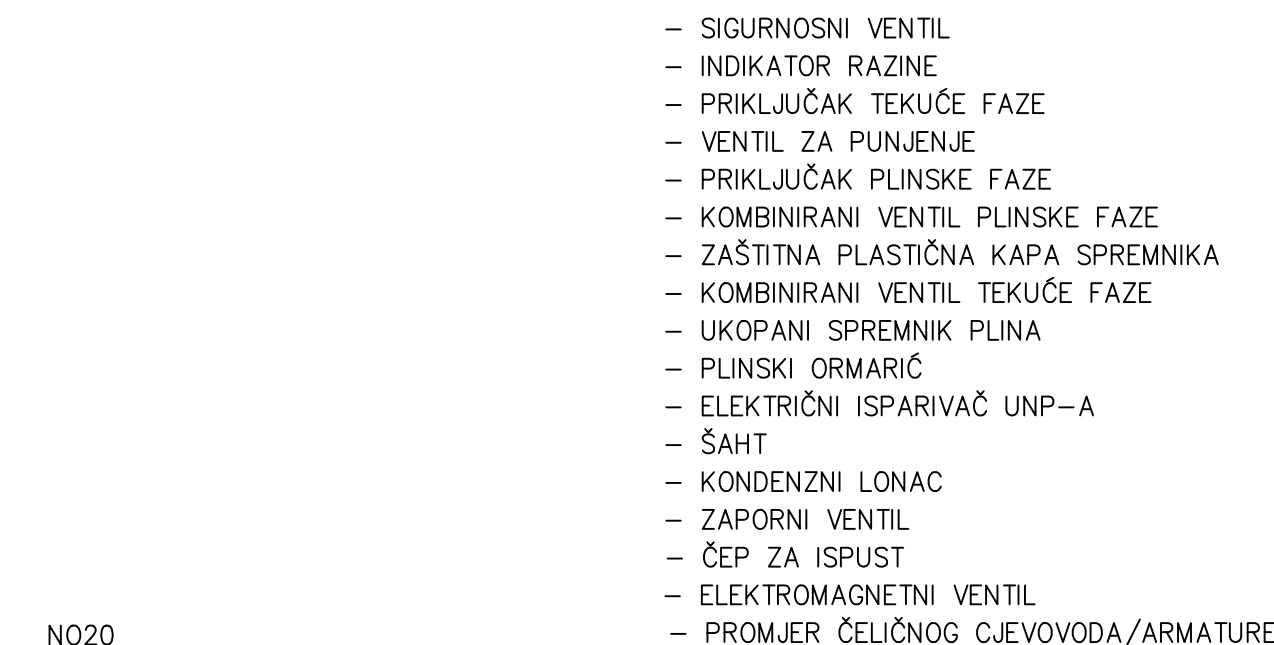 – SIGURNOSNI VENTIL
– INDIKATOR RAZINE
– PRIKLJUČAK TEKUĆE FAZE
– VENTIL ZA PUNJENJE
– PRIKLJUČAK PLINSKE FAZE
– KOMBINIRANI VENTIL PLINSKE FAZE
– ZAŠTITNA PLASTIČNA KAPA SPREMNIKA
– KOMBINIRANI VENTIL TEKUĆE FAZE
– UKOPANI SPREMNIK PLINA
– PLINSKI ORMARIĆ
– ELEKTRIČNI ISPARIVAČ UNP–A
– ŠAHT
– KONDENZNI LONAC
– ZAPORNI VENTIL
– ČEP ZA ISPUST
– ELEKTROMAGNETNI VENTIL
NO20 – PROMJER ČELIČNOG CJEVOVODA/ARMATURE